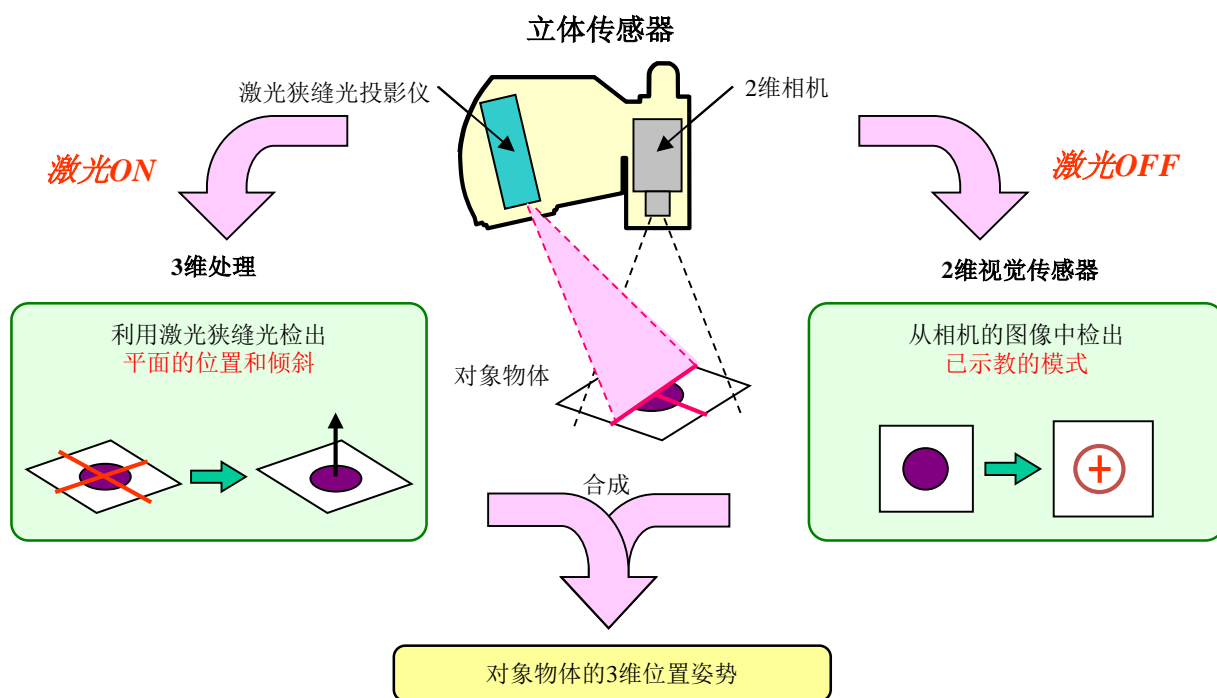 立体传感器
激光狭缝光投影仪
2维相机
激光ON
激光OFF
3维处理
2维视觉传感器
利用激光狭缝光检出
平面的位置和倾斜
对象物体
从相机的图像中检出
已示教的模式
合成
对象物体的3维位置姿势